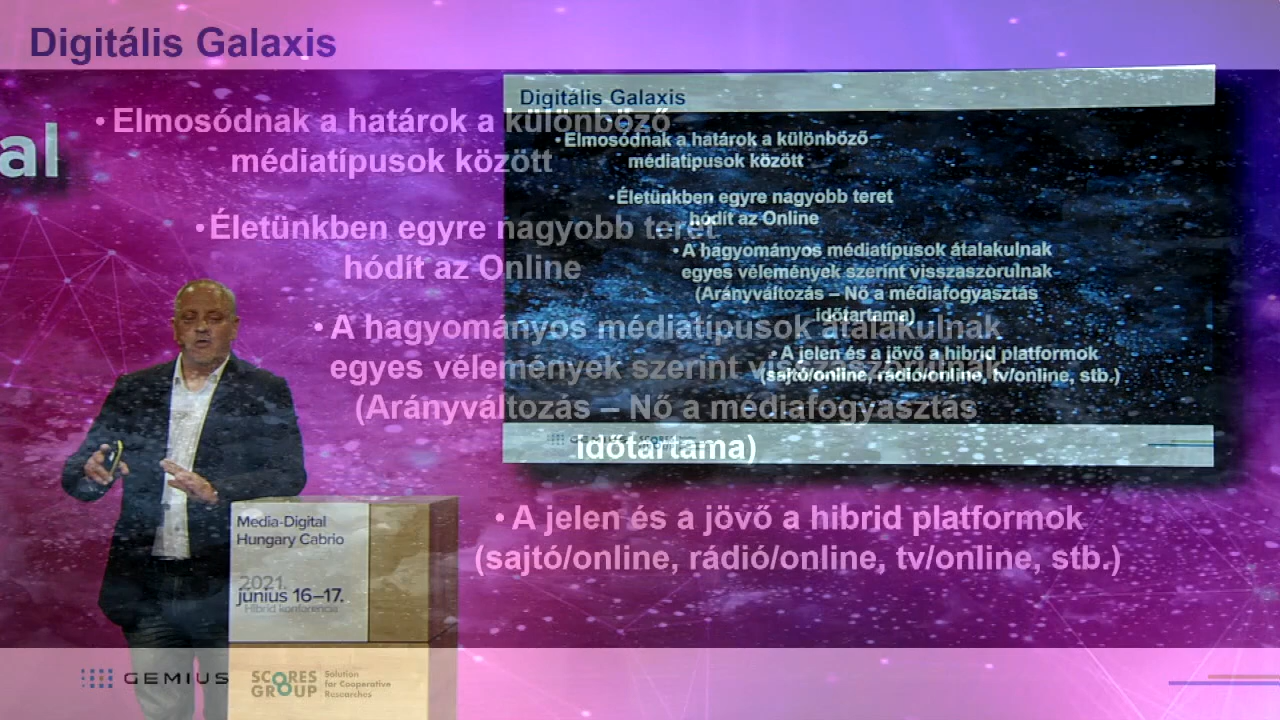 Digitális Galaxis
al
• Elmosódnak a határok a különböző
médiatípusok között
• Életünkben egyre nagyobb teret
hódít az Online
• A hagyományos médiatípusok átalakulnak
egyes vélemények szerint visszaszorulnak
(Arányváltozás – Nő a médiafogyasztás
időtartama)
• A jelen és a jövő a hibrid platformok
(sajtó/online, rádió/online, tv/online, stb.)
Digitális Galaxis
• Elmosódnak a határok a különböző
médiatípusok között
• Életünkben egyre nagyobb teret
hódít az Online
• A hagyományos médiatípusok átalakulnak
egyes vélemények szerint visszaszorulnak
(Arányváltozás – Nő a médiafogyasztás
időtartama)
• A jelen és a jövő a hibrid platformok
(sajtó/online, rádió/online, tv/online, stb.)
Media-Digital
Hungary Cabrio
2021.
június 16–17.
Hibrid konferencia
GEMIUS
SCORES
GROUP
Solution
for Cooperative
Researches